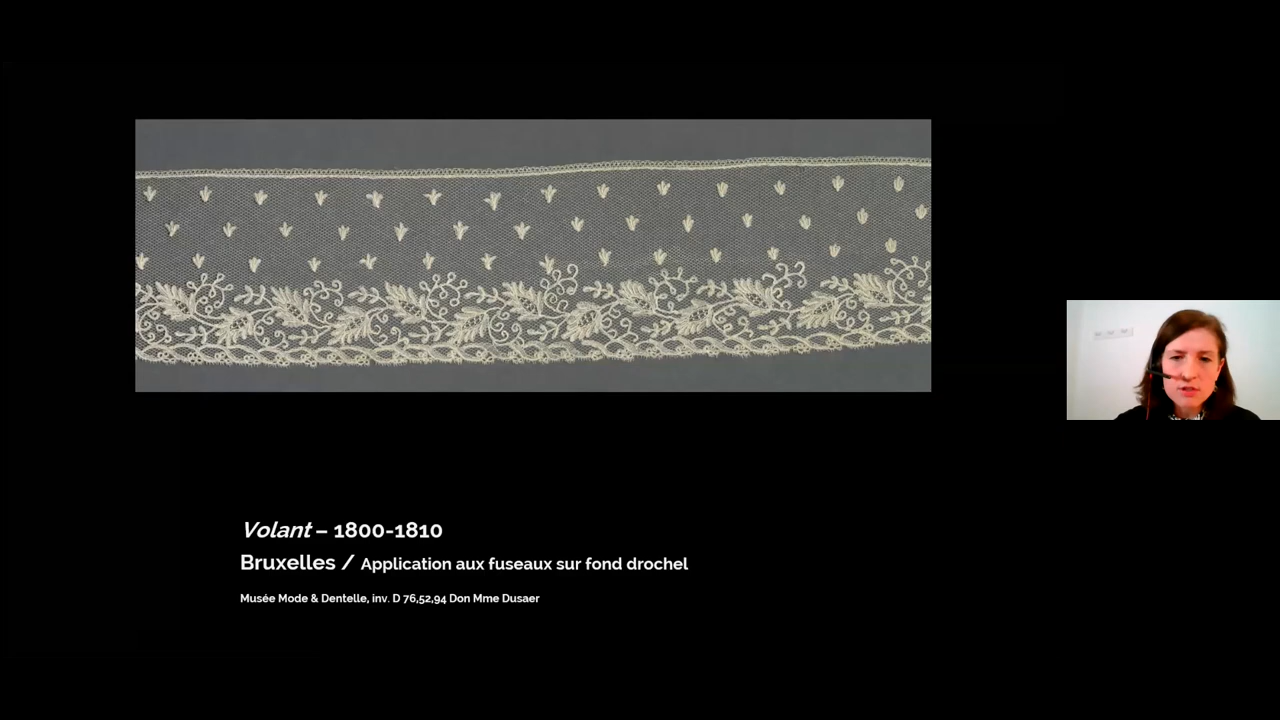 Volant – 1800-1810
Bruxelles / Application aux fuseaux sur fond drochel
Musée Mode & Dentelle, inv. D 76,52,94 Don Mme Dusaer